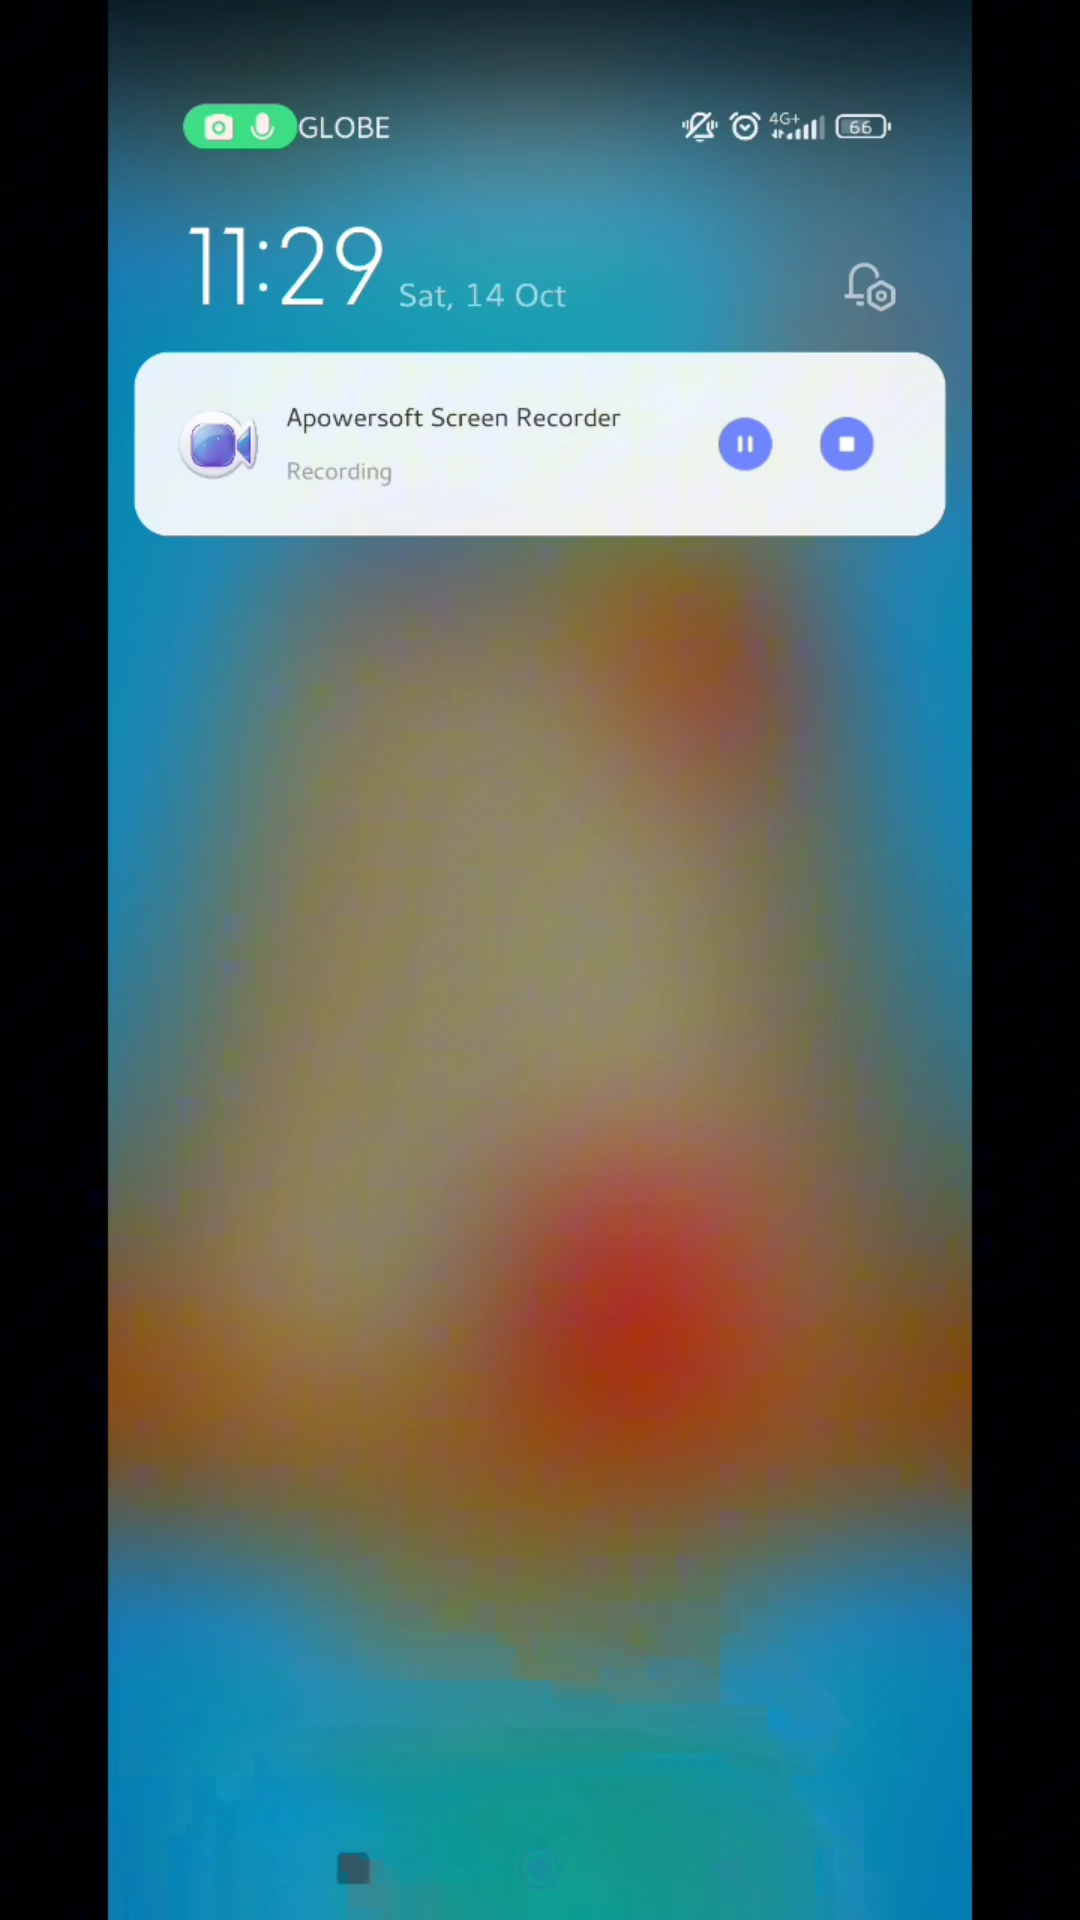 GLOBE
4G+
66
11:29 Sat, 14 Oct
Apowersoft Screen Recorder
Recording